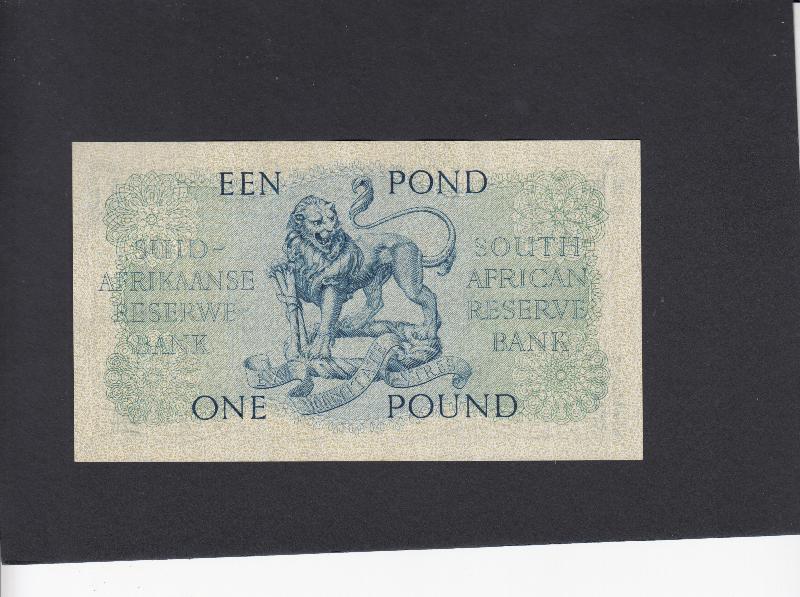 EEN POND
SUID-
AFRIKAANSE
RESERWE-
BANK
SOUTH
AFRICAN
RESERVE
BANK
ONE POUND